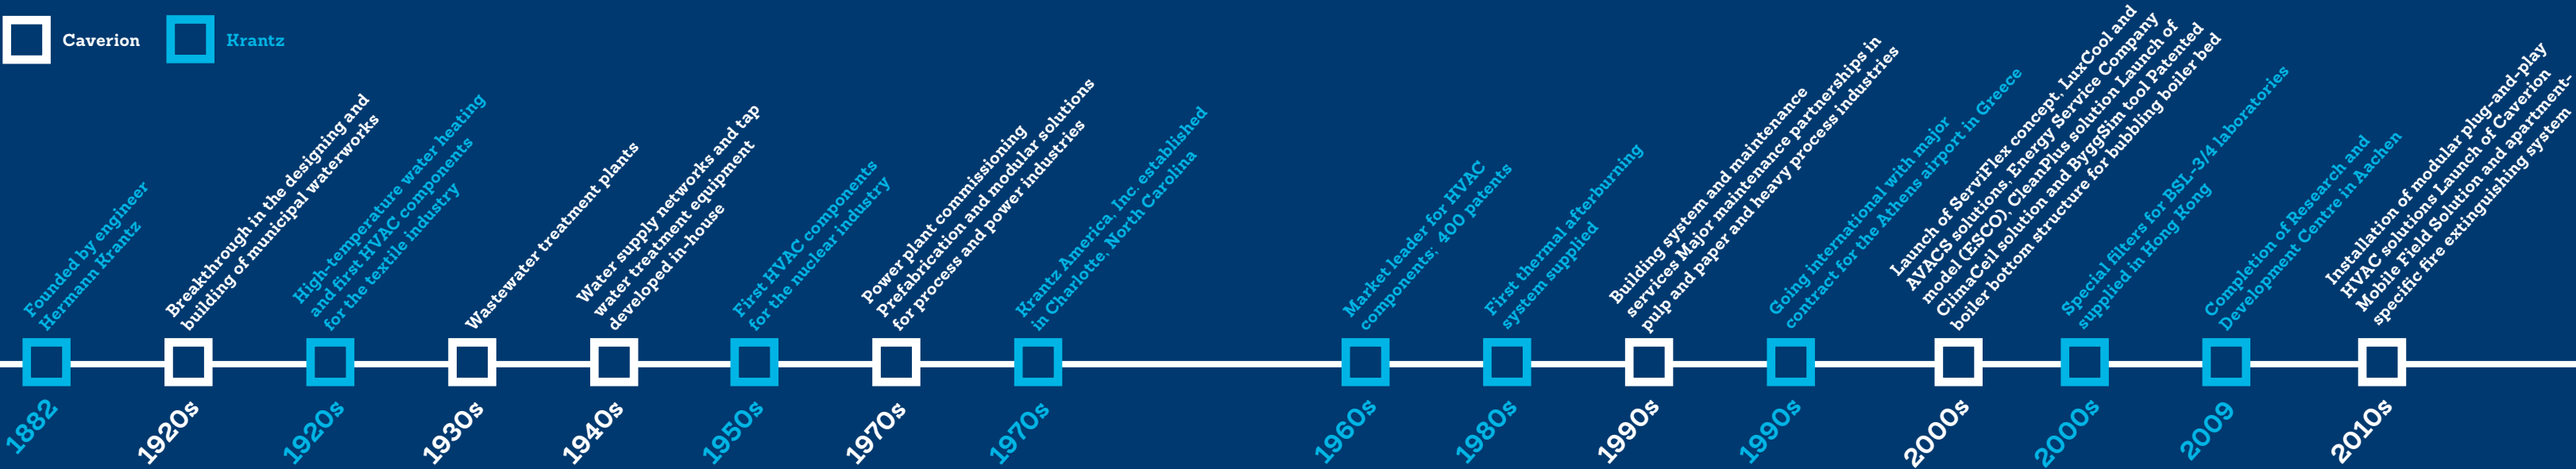 Caverion
Krantz
Founded by engineer
Hermann Krantz
1882
Breakthrough in the designing and
building of municipal waterworks
1920s
High-temperature water heating
and first HVAC components
for the textile industry
1920s
Wastewater treatment plants
1930s
Water supply networks and tap
water treatment equipment
developed in-house
1940s
First HVAC components
for the nuclear industry
1950s
Power plant commissioning
Prefabrication and modular solutions
for process and power industries
1970s
Krantz America, Inc. established
in Charlotte, North Carolina
1970s
Market leader for HVAC
components; 400 patents
1960s
First thermal afterburning
system supplied
1980s
Building system and maintenance
services Major maintenance partnerships in
pulp and paper and heavy process industries
1990s
Going international with major
contract for the Athens airport in Greece
1990s
Launch of ServiFlex concept, LuxCool and
AVACS solutions, Energy Service Company
model (ESCO), CleanPlus solution Launch of
ClimaCeil solution and ByggSim tool Patented
boiler bottom structure for bubbling boiler bed
2000s
Special filters for BSL-3/4 laboratories
supplied in Hong Kong
2000s
Completion of Research and
Development Centre in Aachen
2009
Installation of modular plug-and-play
HVAC solutions Launch of Caverion
Mobile Field Solution and apartment-
specific fire extinguishing system-
2010s